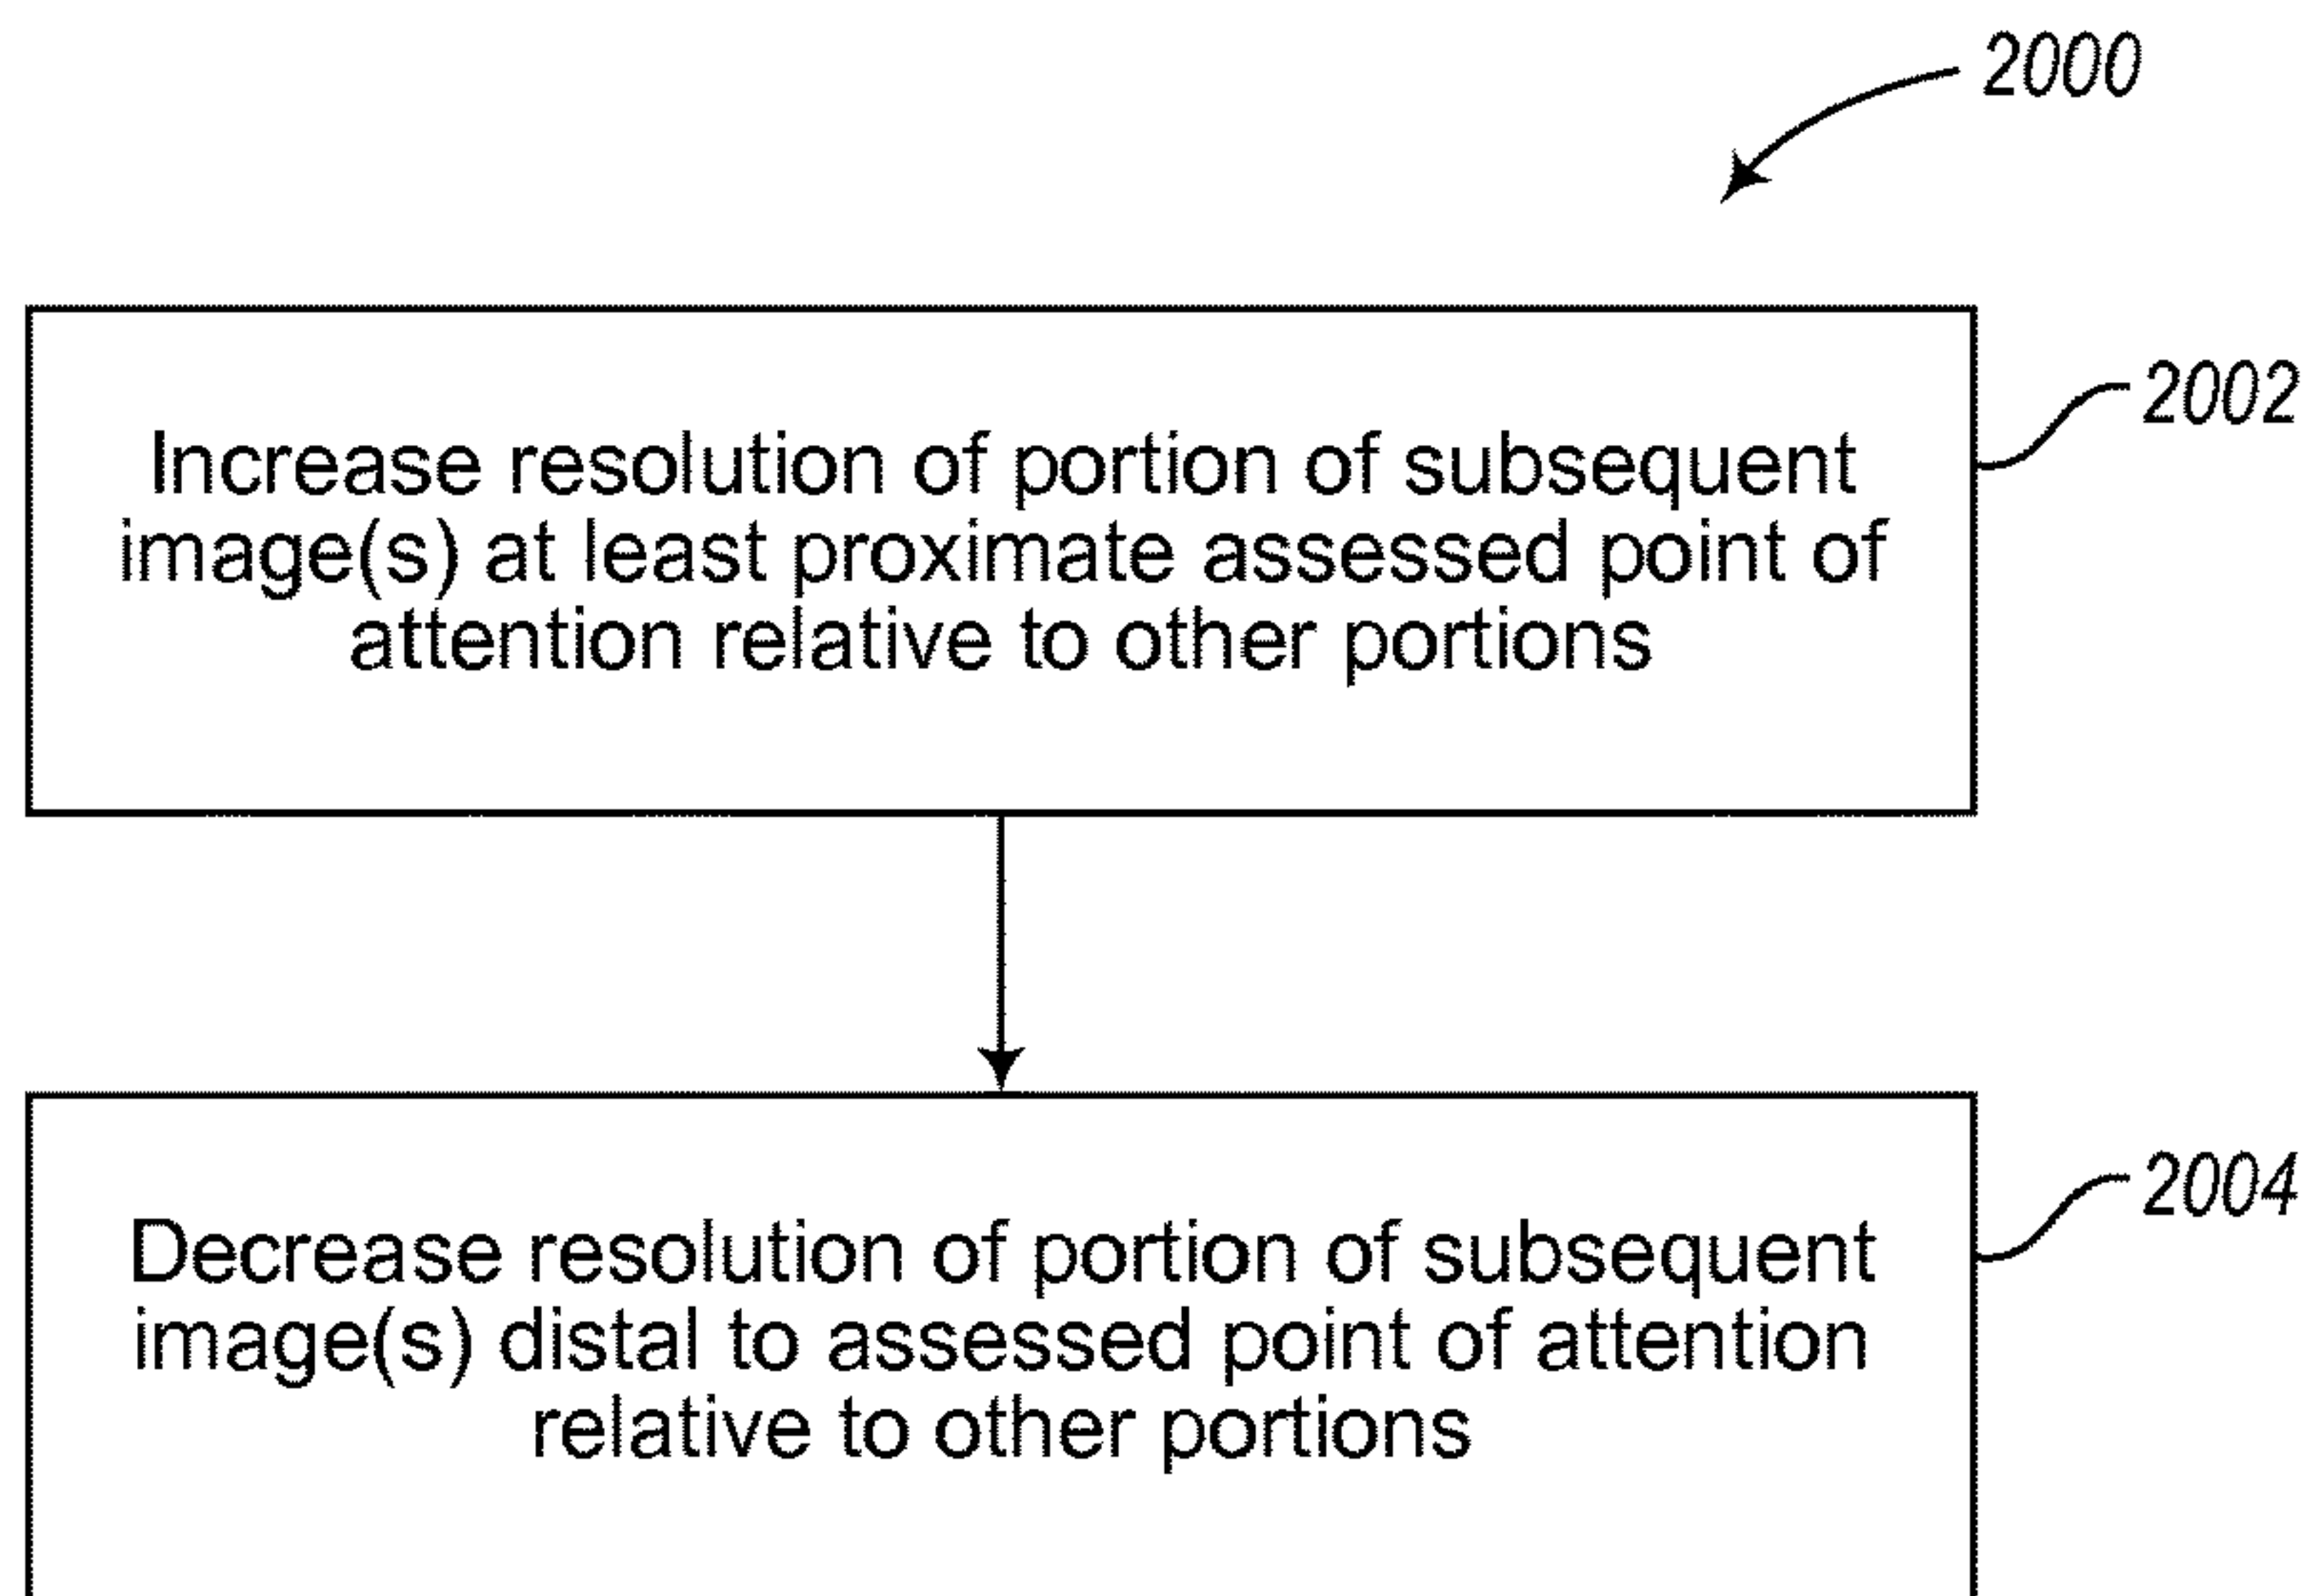 2000
2002
Increase resolution of portion of subsequent
image(s) at least proximate assessed point of
attention relative to other portions
2004
Decrease resolution of portion of subsequent
image(s) distal to assessed point of attention
relative to other portions